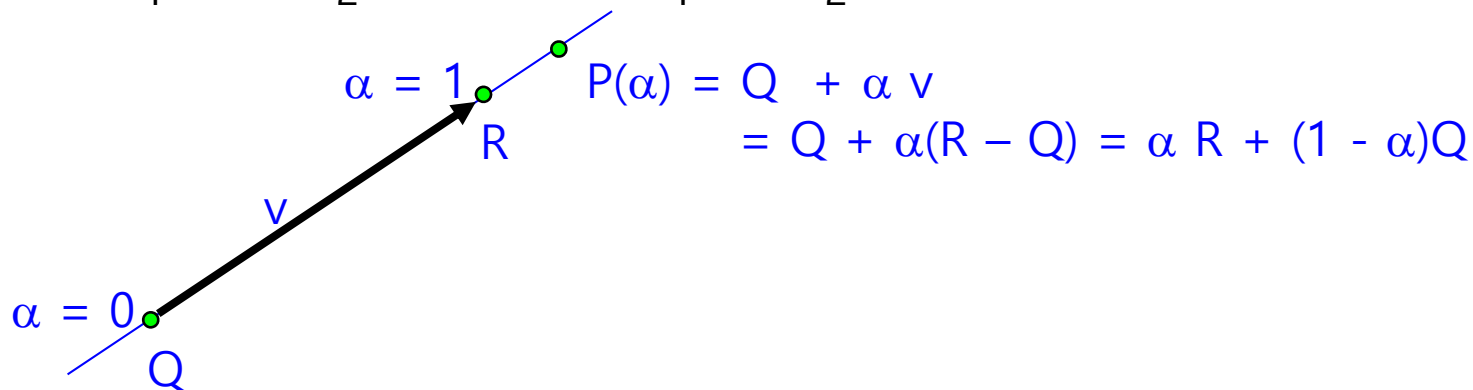 α = 1
P(α) = Q + α v
R
= Q + α(R – Q) = α R + (1 - α)Q
v
α = 0
Q